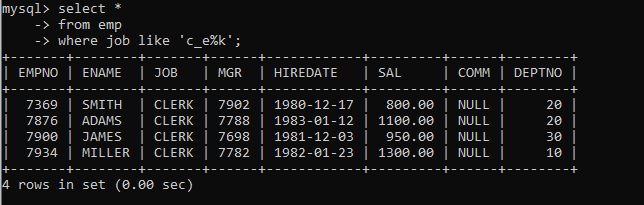 mysql> select *
    -> from emp
    -> where job like 'c_e%k';
+-------+--------+-------+------+------------+---------+------+--------+
| EMPNO | ENAME  | JOB   | MGR  | HIREDATE   | SAL     | COMM | DEPTNO |
+-------+--------+-------+------+------------+---------+------+--------+
|  7369 | SMITH  | CLERK | 7902 | 1980-12-17 |  800.00 | NULL |     20 |
|  7876 | ADAMS  | CLERK | 7788 | 1983-01-12 | 1100.00 | NULL |     20 |
|  7900 | JAMES  | CLERK | 7698 | 1981-12-03 |  950.00 | NULL |     30 |
|  7934 | MILLER | CLERK | 7782 | 1982-01-23 | 1300.00 | NULL |     10 |
+-------+--------+-------+------+------------+---------+------+--------+
4 rows in set (0.00 sec)